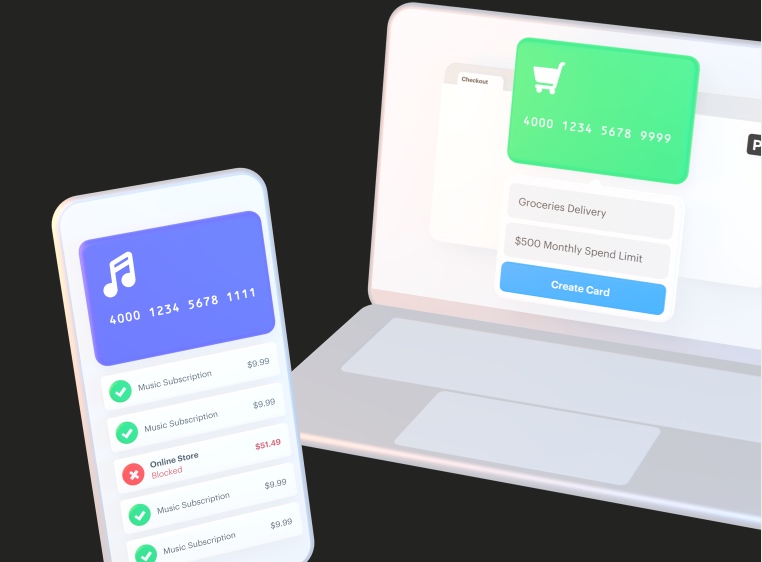 Checkout
4000 1234 5678 9999
P
Groceries Delivery
$500 Monthly Spend Limit
Create Card
4000 1234 5678 1111
Music Subscription $9.99
Music Subscription $9.99
Online Store $51.49
Blocked
Music Subscription $9.99
Music Subscription $9.99